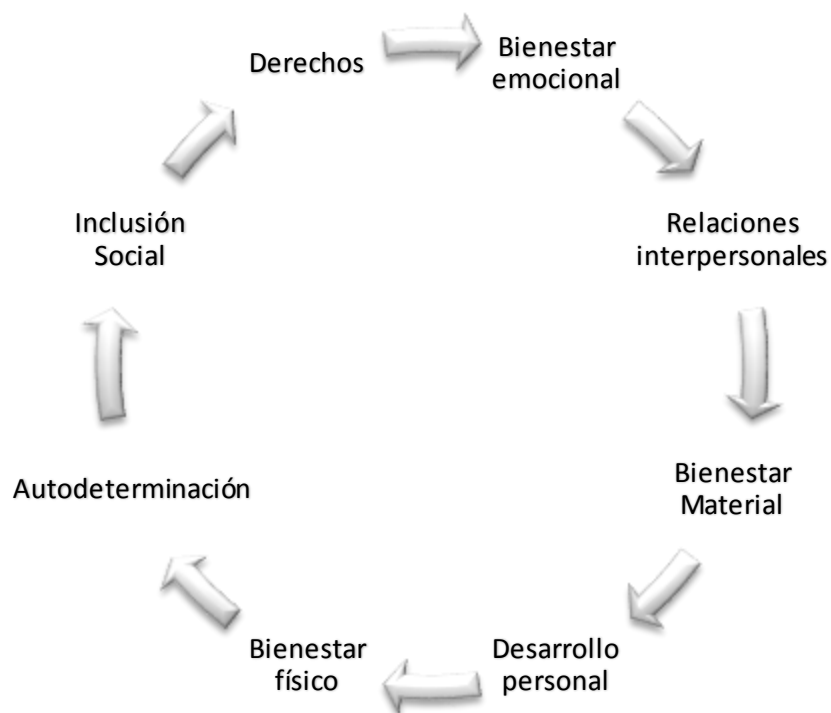 Derechos
Bienestar
emocional
Relaciones
interpersonales
Bienestar
Material
Desarrollo
personal
Bienestar
físico
Autodeterminación
Inclusión
Social